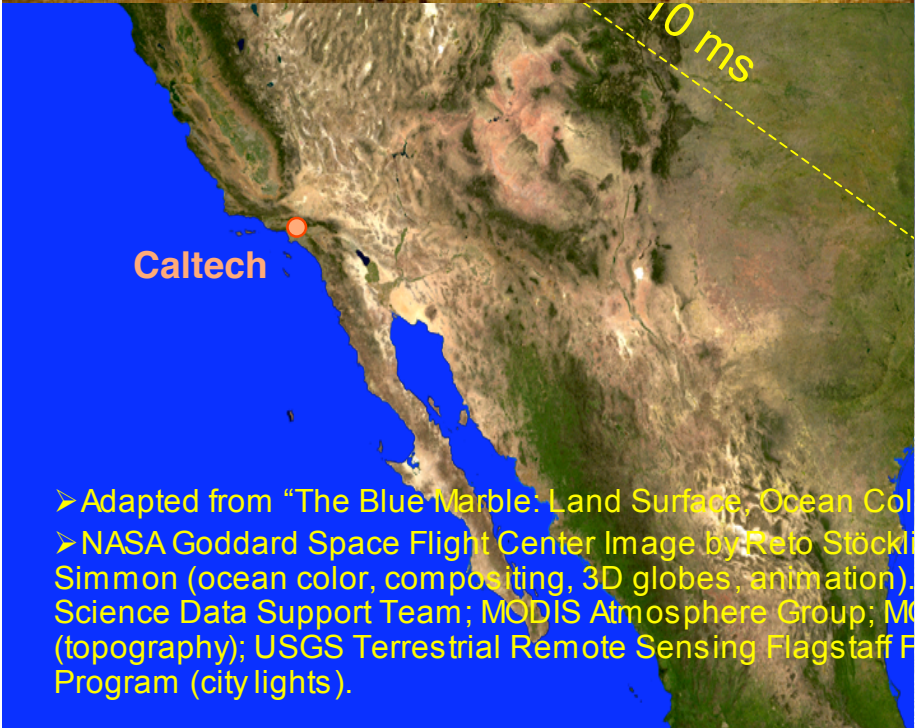 10 ms
Caltech
➢Adapted from “The Blue Marble: Land Surface, Ocean Col
➢NASA Goddard Space Flight Center Image by Reto Stöckli
Simmon (ocean color, compositing, 3D globes, animation).
Science Data Support Team; MODIS Atmosphere Group; MO
(topography); USGS Terrestrial Remote Sensing Flagstaff F
Program (city lights).